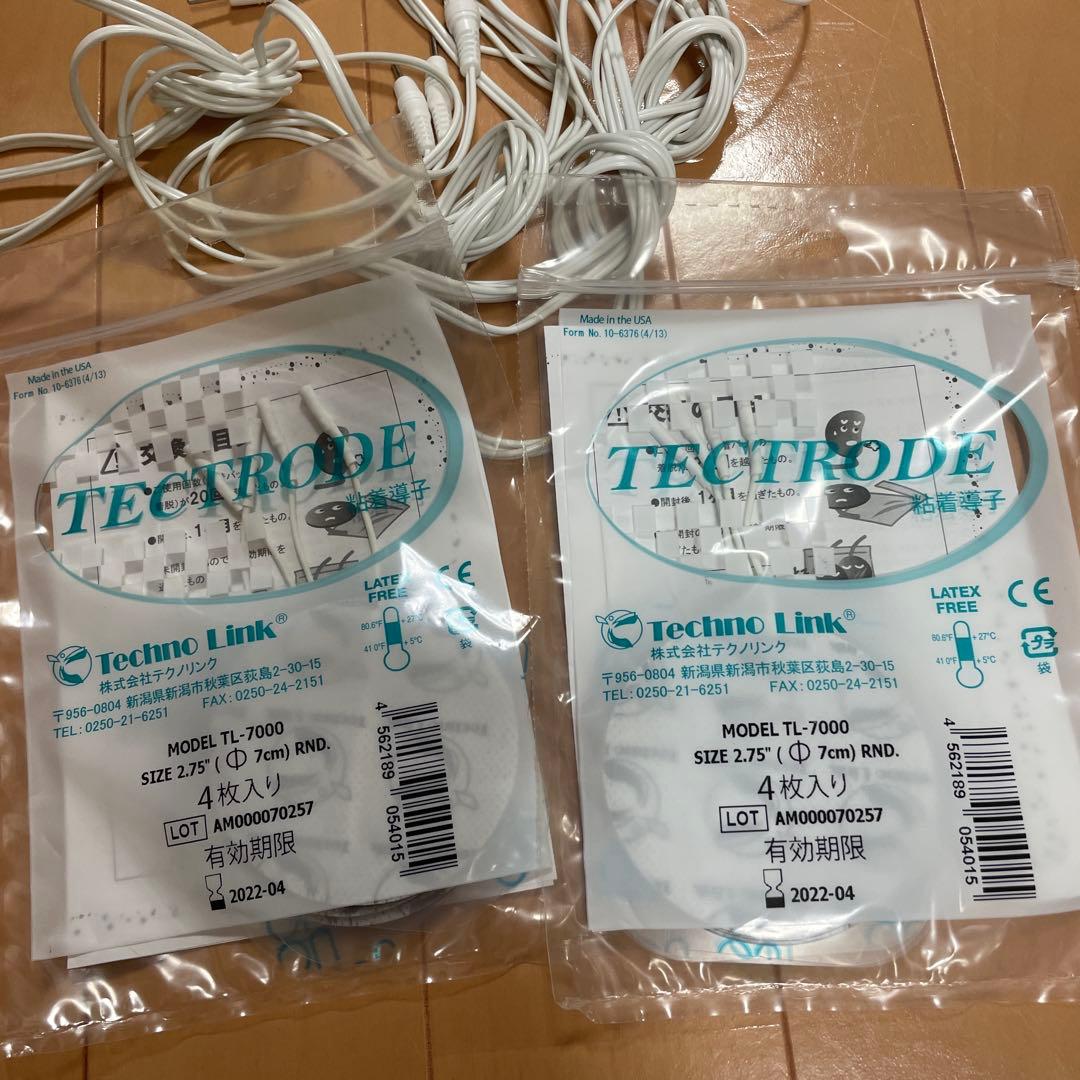 Made in the USA
Form No. 10-6376 (4/13)
TECTRODE
粘着導子
20回
LATEX
FREE
CE
80.6°F
+27°C
41.0°F
+5°C
袋
Techno Link®
株式会社テクノリンク
〒956-0804 新潟県新潟市秋葉区荻島2-30-15
TEL:0250-21-6251 FAX:0250-24-2151
MODEL TL-7000
SIZE 2.75" (Φ 7cm) RND.
4枚入り
LOT AM000070257
有効期限
2022-04
4 562189 054015
Made in the USA
Form No. 10-6376 (4/13)
TECTRODE
粘着導子
LATEX
FREE
CE
80.6°F
+27°C
41.0°F
+5°C
プラ
袋
Techno Link®
株式会社テクノリンク
〒956-0804 新潟県新潟市秋葉区荻島2-30-15
TEL:0250-21-6251 FAX:0250-24-2151
MODEL TL-7000
SIZE 2.75" (Φ 7cm) RND.
4枚入り
LOT AM000070257
有効期限
2022-04
4 562189 054015